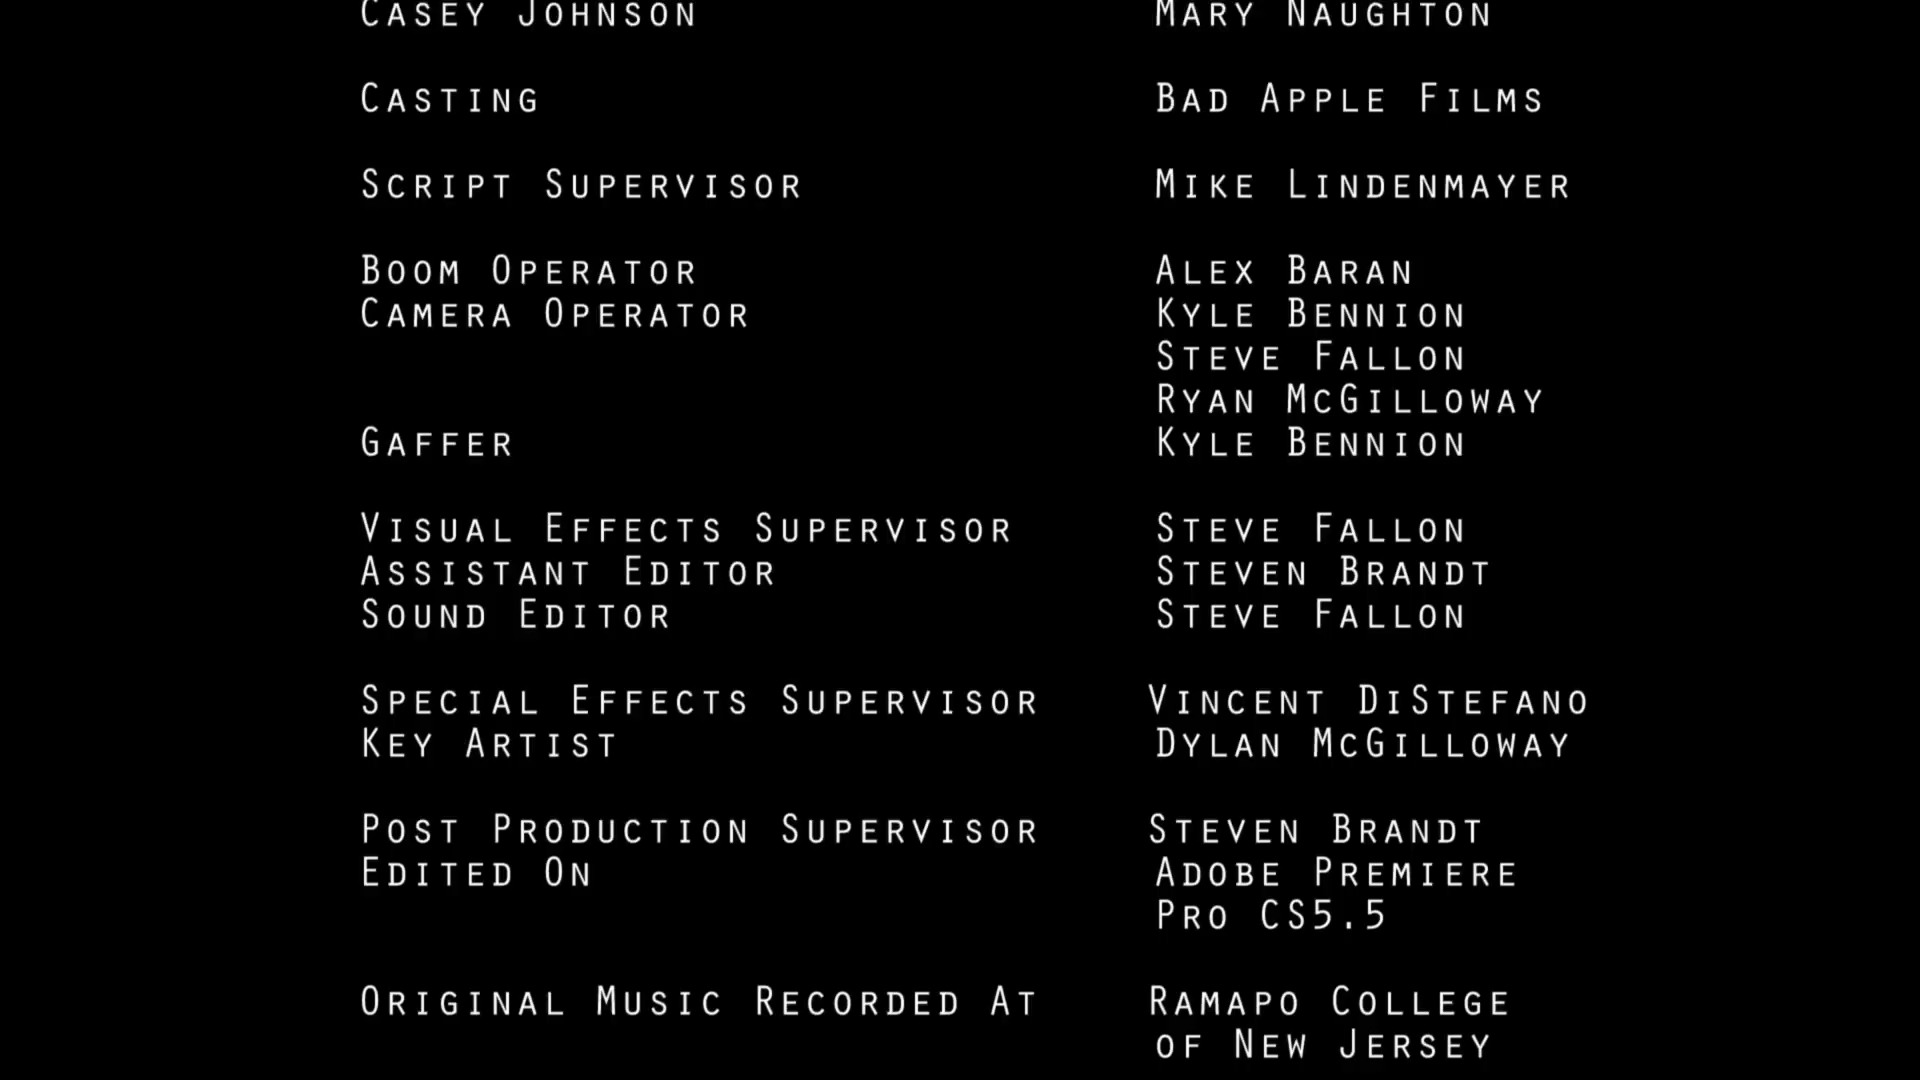 Casey Johnson Mary Naughton
Casting Bad Apple Films
Script Supervisor Mike Lindenmayer
Boom Operator Alex Baran
Camera Operator Kyle Bennion
Steve Fallon
Ryan McGilloway
Gaffer Kyle Bennion
Visual Effects Supervisor Steve Fallon
Assistant Editor Steven Brandt
Sound Editor Steve Fallon
Special Effects Supervisor Vincent DiStefano
Key Artist Dylan McGilloway
Post Production Supervisor Steven Brandt
Edited On Adobe Premiere
Pro CS5.5
Original Music Recorded At Ramapo College
of New Jersey